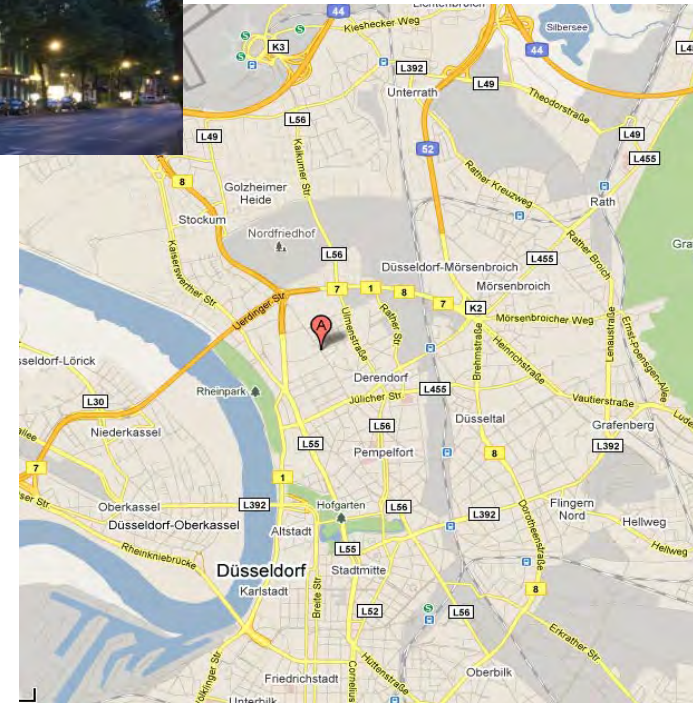 Lichtenbroich
44
Kieshecker Weg
S
K3
S
Silbersee
44
L392
L49
Unterrath
Theodorstraße
L56
L49
L49
Kalkumer Str
52
L455
8
Rather Kreuzweg
Golzheimer
Heide
Rath
Stockum
Nordfriedhof
Rather Broich
L56
L455
Kaiserswerther Str
Düsseldorf-Mörsenbroich
Mörsenbroich
Uerdinger Str
7
1
8
7
K2
Mörsenbroicher Weg
A
Ulmenstraße
Rather Str
Lenaustraße
Ernst-Poensgen-Allee
Brehmstraße
Heinrichstraße
Derendorf
Rheinpark
L455
Jülicher Str
Vautierstraße
L30
Düsseltal
Grafenberg
Niederkassel
L56
L55
L392
Pempelfort
8
7
1
Oberkassel
L392
Hofgarten
L56
L392
Flingern
Nord
Düsseldorf-Oberkassel
Altstadt
Hellweg
Dorotheenstraße
Rheinkniebrücke
L55
Hellweg
Düsseldorf
Stadtmitte
Karlstadt
8
Breite Str
L52
L56
S
Erkrather Str
Hüttenstraße
Oberbilk
Friedrichstadt
S
Unterbilk